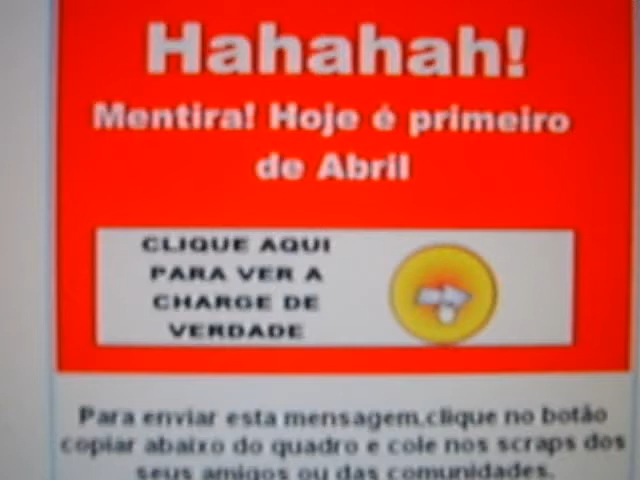 Hahahah!
Mentira! Hoje é primeiro
de Abril
CLIQUE AQUI
PARA VER A
CHARGE DE
VERDADE
Para enviar esta mensagem,clique no botão
copiar abaixo do quadro e cole nos scraps dos
seus amigos ou das comunidades.